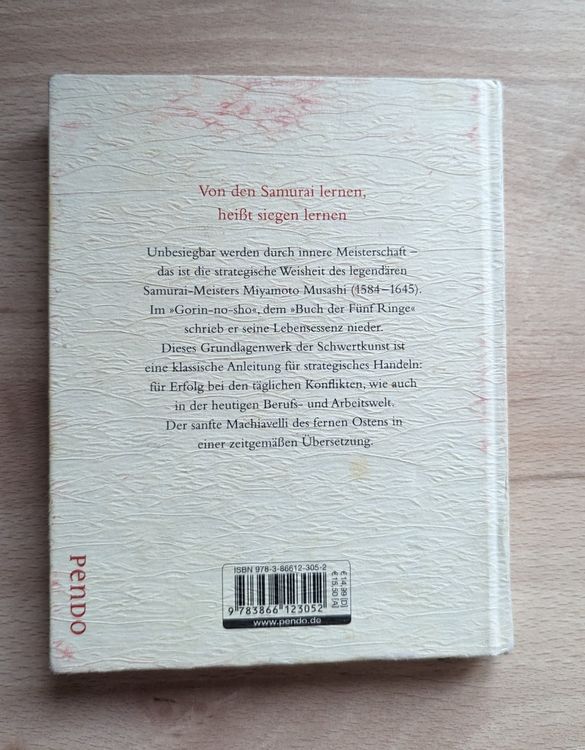 Von den Samurai lernen,
heißt siegen lernen
Unbesiegbar werden durch innere Meisterschaft –
das ist die strategische Weisheit des legendären
Samurai-Meisters Miyamoto Musashi (1584–1645).
Im »Gorin-no-sho«, dem »Buch der Fünf Ringe«
schrieb er seine Lebensessenz nieder.
Dieses Grundlagenwerk der Schwertkunst ist
eine klassische Anleitung für strategisches Handeln:
für Erfolg bei den täglichen Konflikten, wie auch
in der heutigen Berufs- und Arbeitswelt.
Der sanfte Machiavelli des fernen Ostens in
einer zeitgemäßen Übersetzung.
PENDO
ISBN 978-3-86612-305-2
9 783866 123052
€ 14,99 [D]
€ 15,50 [A]
www.pendo.de